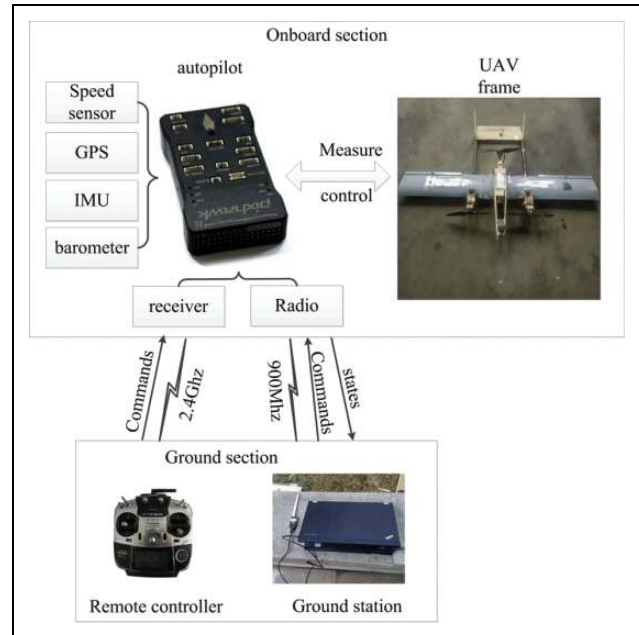 Onboard section
autopilot
UAV
frame
Speed
sensor
GPS
IMU
barometer
Measure
control
pixhawk
receiver
Radio
Commands
2.4Ghz
900Mhz
Commands
states
Ground section
Remote controller
Ground station